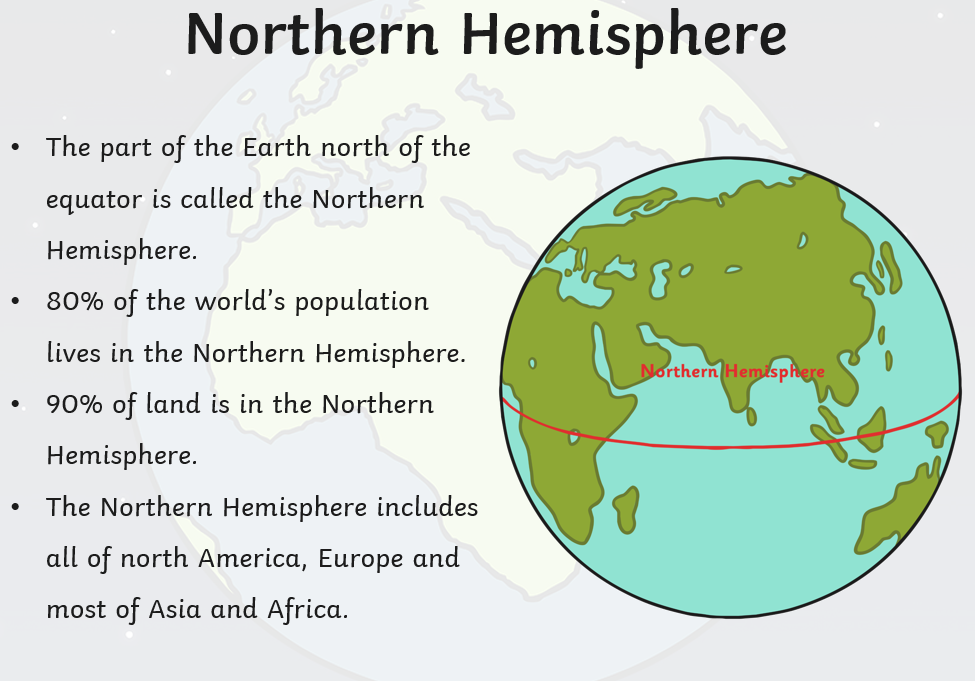 Northern Hemisphere
• The part of the Earth north of the
equator is called the Northern
Hemisphere.
• 80% of the world's population
lives in the Northern Hemisphere.
• 90% of land is in the Northern
Hemisphere.
• The Northern Hemisphere includes
all of north America, Europe and
most of Asia and Africa.
Northern Hemisphere